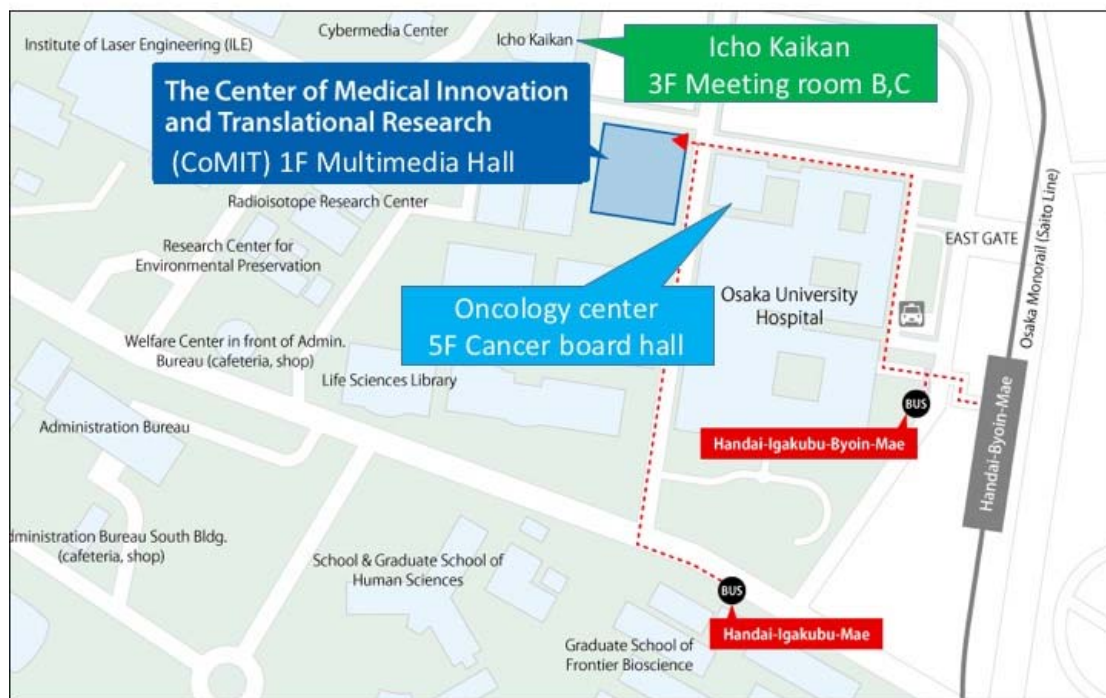 Institute of Laser Engineering (ILE)
Cybermedia Center
Icho Kaikan
Icho Kaikan
3F Meeting room B,C
The Center of Medical Innovation
and Translational Research
(CoMIT) 1F Multimedia Hall
Radioisotope Research Center
Research Center for
Environmental Preservation
EAST GATE
Osaka Monorail (Saito Line)
Oncology center
5F Cancer board hall
Osaka University
Hospital
Welfare Center in front of Admin.
Bureau (cafeteria, shop)
Life Sciences Library
BUS
Handai-Igakubu-Byoin-Mae
Handai-Byoin-Mae
Administration Bureau
dministration Bureau South Bldg.
(cafeteria, shop)
School & Graduate School of
Human Sciences
BUS
Handai-Igakubu-Mae
Graduate School of
Frontier Bioscience